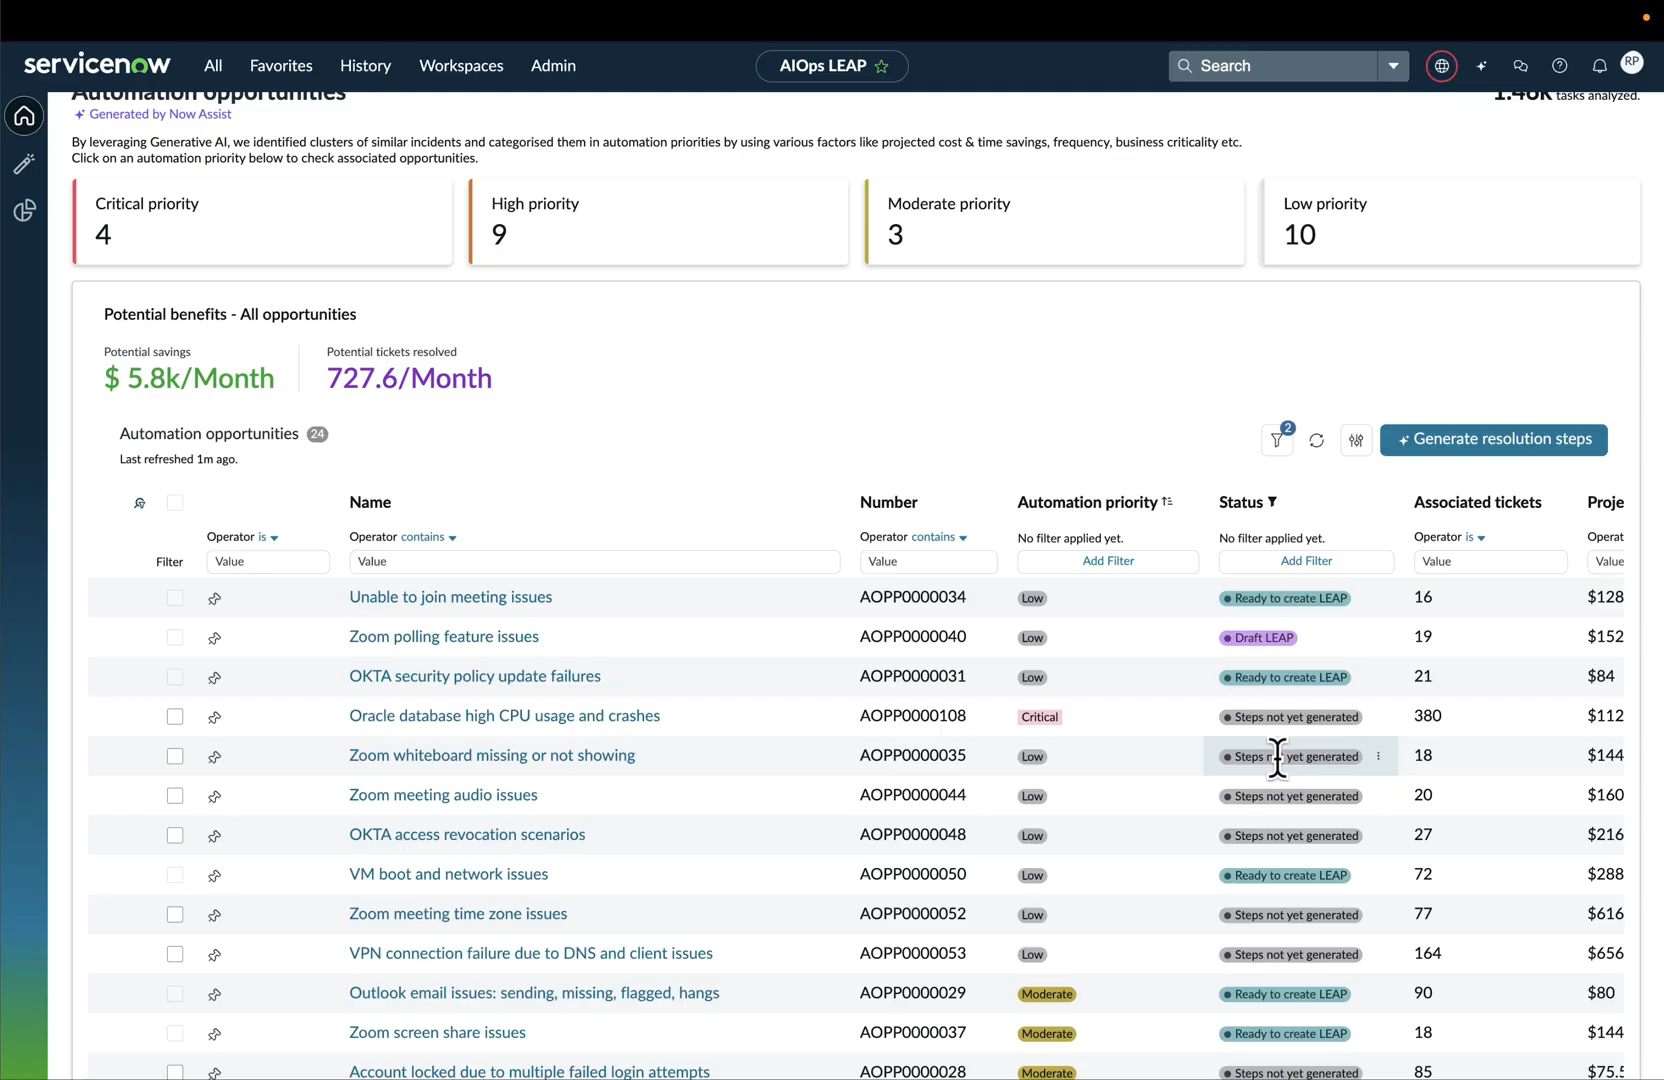 servicenow All Favorites History Workspaces Admin AIOps LEAP Search RP
Automation opportunities 1.46k tasks analyzed.
Generated by Now Assist
By leveraging Generative AI, we identified clusters of similar incidents and categorised them in automation priorities by using various factors like projected cost & time savings, frequency, business criticality etc.
Click on an automation priority below to check associated opportunities.
Critical priority High priority Moderate priority Low priority
4 9 3 10
Potential benefits - All opportunities
Potential savings Potential tickets resolved
$ 5.8k/Month 727.6/Month
Automation opportunities 24 2 Generate resolution steps
Last refreshed 1m ago.
Name Number Automation priority Status Associated tickets Proje
Operator is Operator contains Operator contains No filter applied yet. No filter applied yet. Operator is Operat
Filter Value Value Value Add Filter Add Filter Value Value
Unable to join meeting issues AOPP0000034 Low Ready to create LEAP 16 $128
Zoom polling feature issues AOPP0000040 Low Draft LEAP 19 $152
OKTA security policy update failures AOPP0000031 Low Ready to create LEAP 21 $84
Oracle database high CPU usage and crashes AOPP0000108 Critical Steps not yet generated 380 $112
Zoom whiteboard missing or not showing AOPP0000035 Low Steps not yet generated 18 $144
Zoom meeting audio issues AOPP0000044 Low Steps not yet generated 20 $160
OKTA access revocation scenarios AOPP0000048 Low Steps not yet generated 27 $216
VM boot and network issues AOPP0000050 Low Ready to create LEAP 72 $288
Zoom meeting time zone issues AOPP0000052 Low Steps not yet generated 77 $616
VPN connection failure due to DNS and client issues AOPP0000053 Low Steps not yet generated 164 $656
Outlook email issues: sending, missing, flagged, hangs AOPP0000029 Moderate Ready to create LEAP 90 $80
Zoom screen share issues AOPP0000037 Moderate Ready to create LEAP 18 $144
Account locked due to multiple failed login attempts AOPP0000028 Moderate Steps not yet generated 85 $75.5